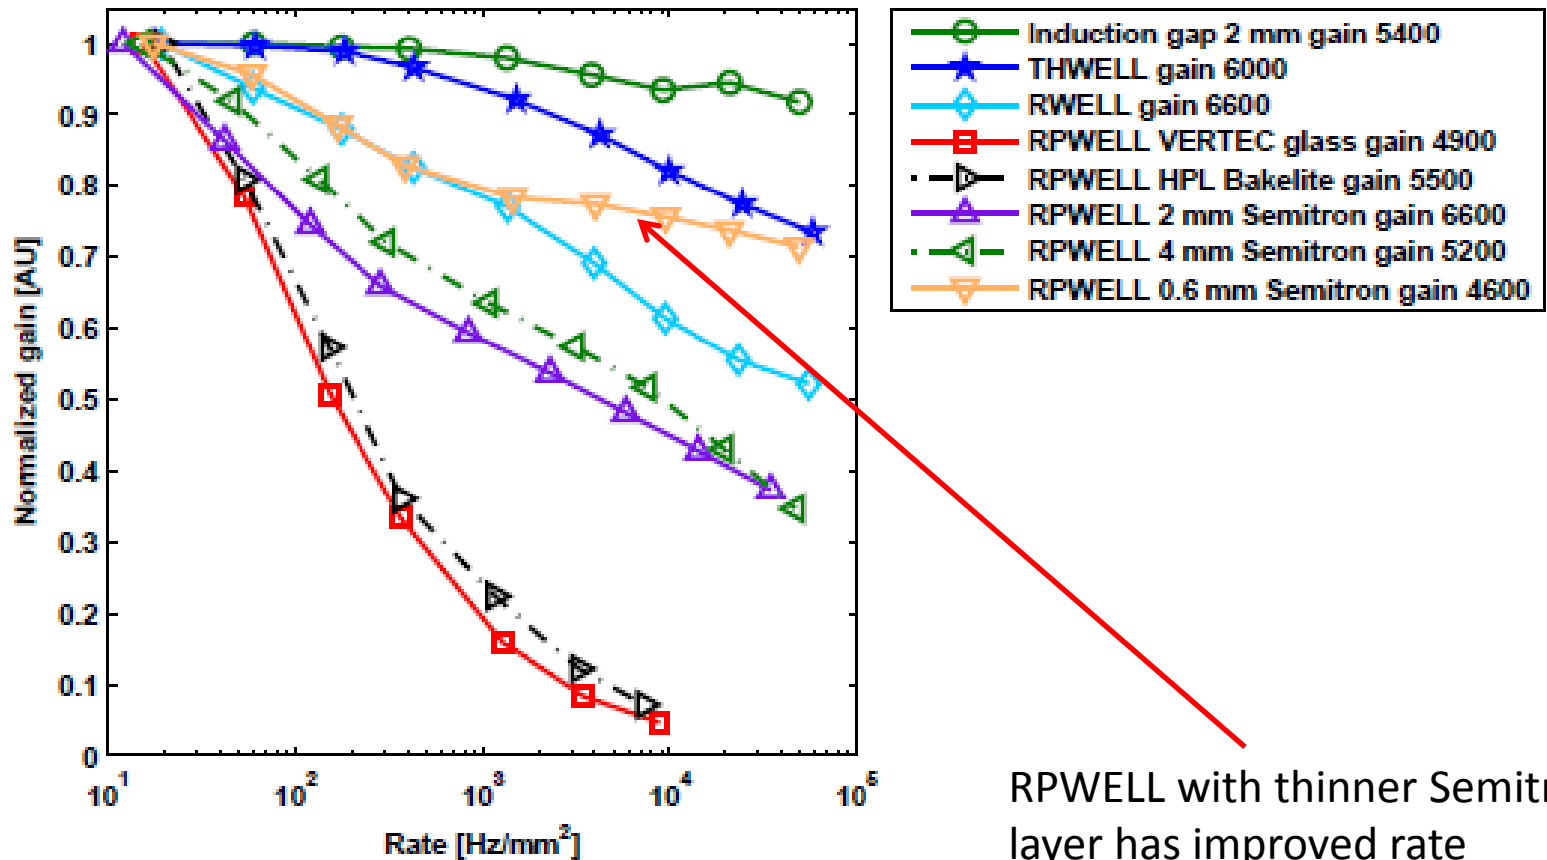 1
0.9
0.8
0.7
0.6
0.5
0.4
0.3
0.2
0.1
0
Normalized gain [AU]
10^1 10^2 10^3 10^4 10^5
Rate [Hz/mm^2]
Induction gap 2 mm gain 5400
THWELL gain 6000
RWELL gain 6600
RPWELL VERTEC glass gain 4900
RPWELL HPL Bakelite gain 5500
RPWELL 2 mm Semitron gain 6600
RPWELL 4 mm Semitron gain 5200
RPWELL 0.6 mm Semitron gain 4600
RPWELL with thinner Semitr
layer has improved rate